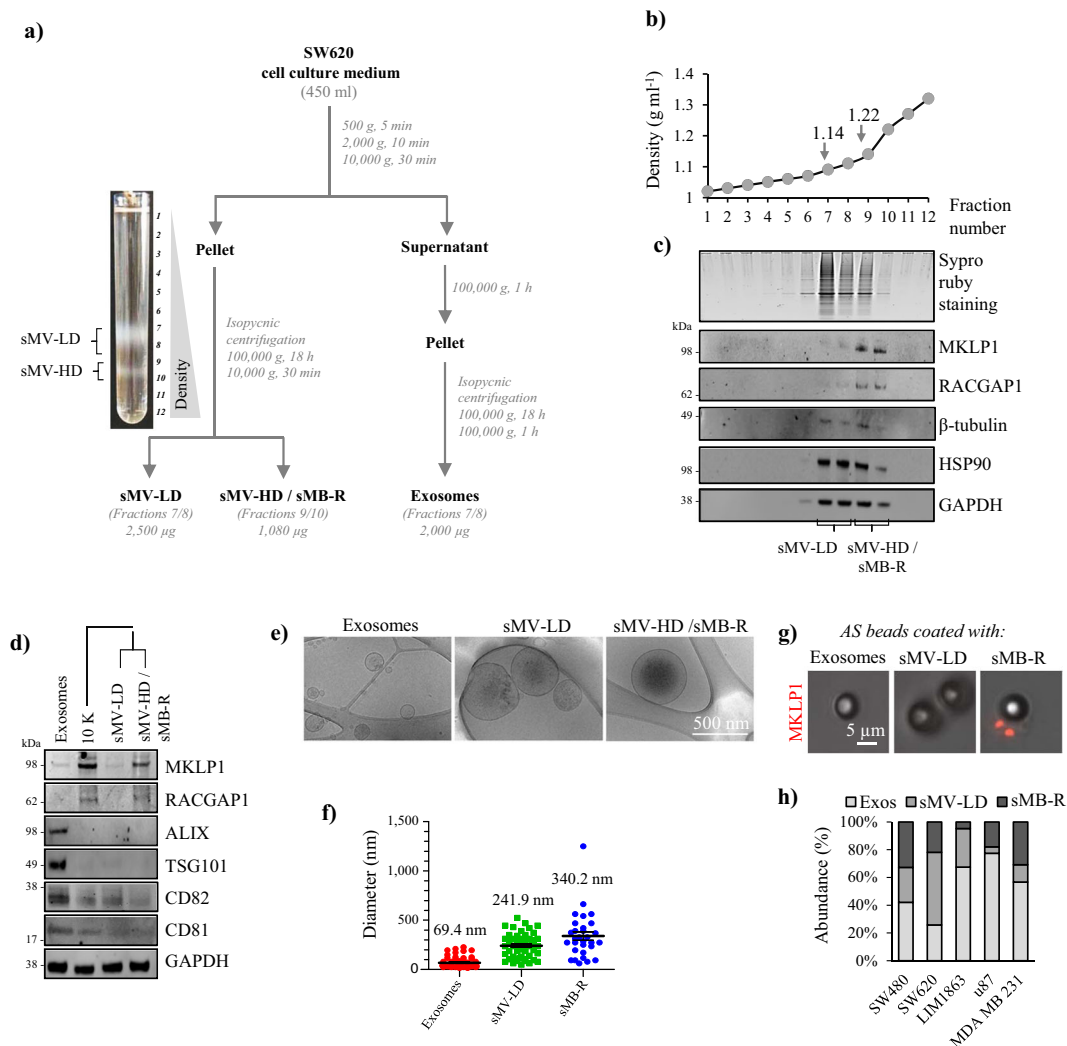 a)
SW620
cell culture medium
(450 ml)
500 g, 5 min
2,000 g, 10 min
10,000 g, 30 min
Pellet
Supernatant
100,000 g, 1 h
Pellet
Isopycnic
centrifugation
100,000 g, 18 h
10,000 g, 30 min
Isopycnic
centrifugation
100,000 g, 18 h
100,000 g, 1 h
1
2
3
4
5
6
7
8
9
10
11
12
Density
sMV-LD
sMV-HD
sMV-LD
(Fractions 7/8)
2,500 µg
sMV-HD / sMB-R
(Fractions 9/10)
1,080 µg
Exosomes
(Fractions 7/8)
2,000 µg
b)
Density (g ml-1)
1.4
1.3
1.2
1.1
1
1.14
1.22
1 2 3 4 5 6 7 8 9 10 11 12
Fraction
number
c)
Sypro
ruby
staining
kDa
98
MKLP1
62
RACGAP1
49
β-tubulin
98
HSP90
38
GAPDH
sMV-LD
sMV-HD /
sMB-R
d)
Exosomes
10 K
sMV-LD
sMV-HD /
sMB-R
kDa
98
MKLP1
62
RACGAP1
98
ALIX
49
TSG101
38
CD82
17
CD81
38
GAPDH
e)
Exosomes
sMV-LD
sMV-HD /sMB-R
500 nm
f)
Diameter (nm)
1,500
1,000
500
0
69.4 nm
241.9 nm
340.2 nm
Exosomes
sMV-LD
sMB-R
g)
AS beads coated with:
Exosomes
sMV-LD
sMB-R
MKLP1
5 µm
h)
Exos
sMV-LD
sMB-R
Abundance (%)
100%
80%
60%
40%
20%
0%
SW480
SW620
LIM1863
u87
MDA MB 231